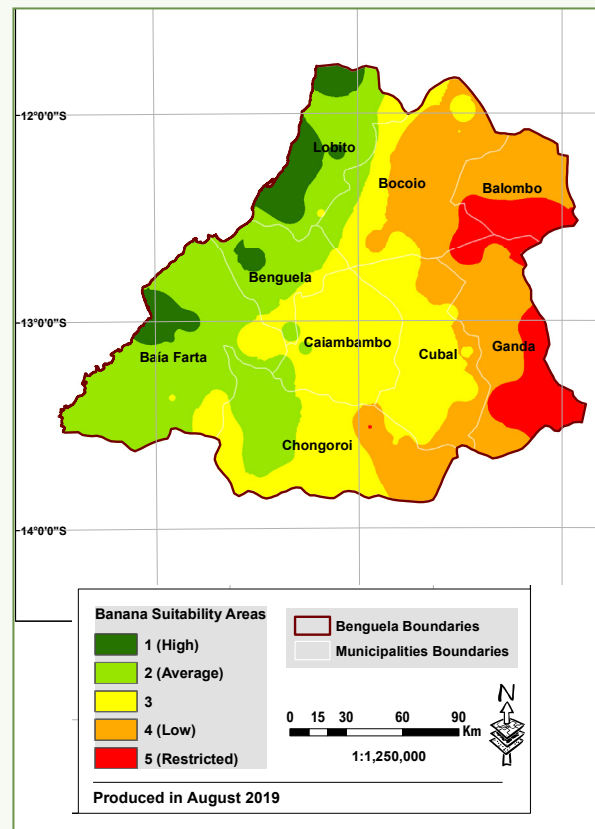 12°0'0"S
Lobito
Bocoio
Balombo
Benguela
13°0'0"S
Caiambambo
Baía Farta
Cubal
Ganda
Chongoroi
14°0'0"S
Banana Suitability Areas
1 (High)
2 (Average)
3
4 (Low)
5 (Restricted)
Benguela Boundaries
Municipalities Boundaries
N
0 15 30 60 90
Km
1:1,250,000
Produced in August 2019